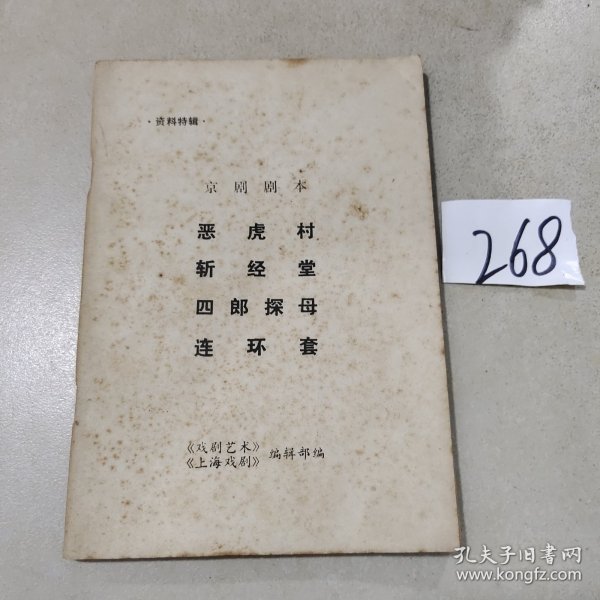 ·资料特辑·
京剧剧本
恶虎村
斩经堂
四郎探母
连环套
《戏剧艺术》
《上海戏剧》
编辑部编
268
孔夫子旧书网
www.kongfz.com